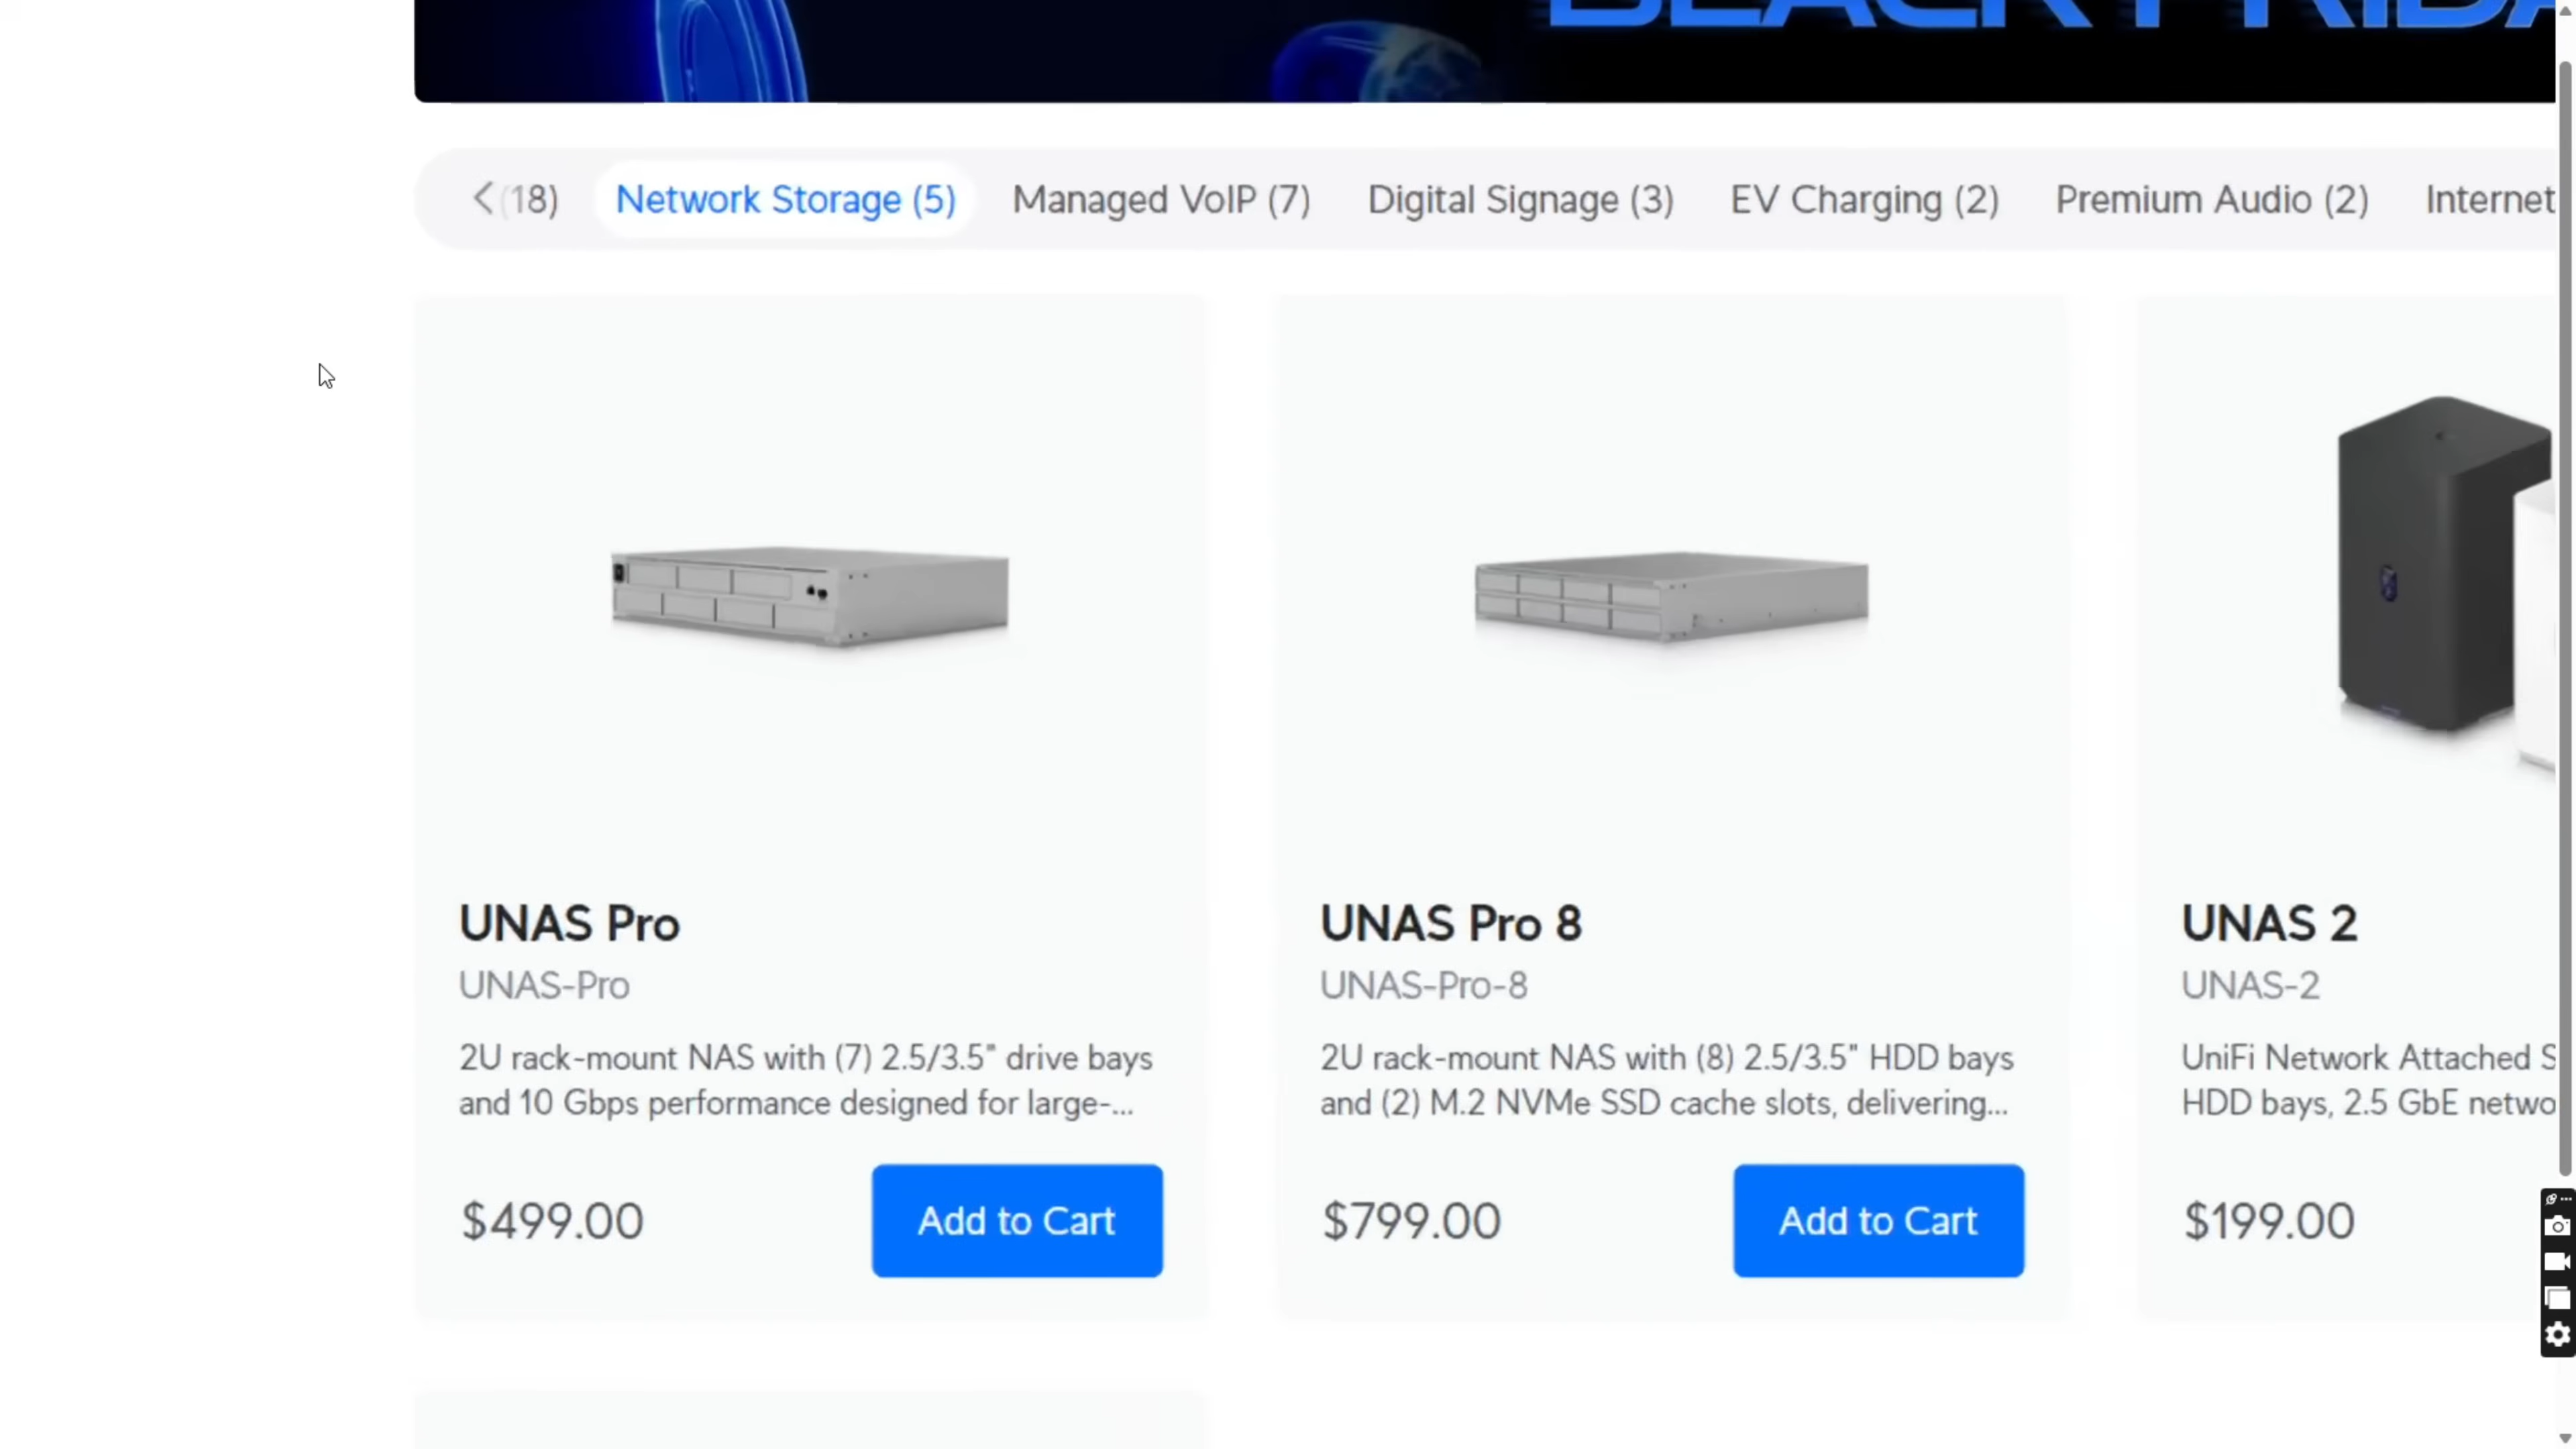 BLACK FRIDA
(18)
Network Storage (5)
Managed VoIP (7)
Digital Signage (3)
EV Charging (2)
Premium Audio (2)
Internet
UNAS Pro
UNAS-Pro
2U rack-mount NAS with (7) 2.5/3.5" drive bays
and 10 Gbps performance designed for large-...
$499.00
Add to Cart
UNAS Pro 8
UNAS-Pro-8
2U rack-mount NAS with (8) 2.5/3.5" HDD bays
and (2) M.2 NVMe SSD cache slots, delivering...
$799.00
Add to Cart
UNAS 2
UNAS-2
UniFi Network Attached S
HDD bays, 2.5 GbE netwo
$199.00